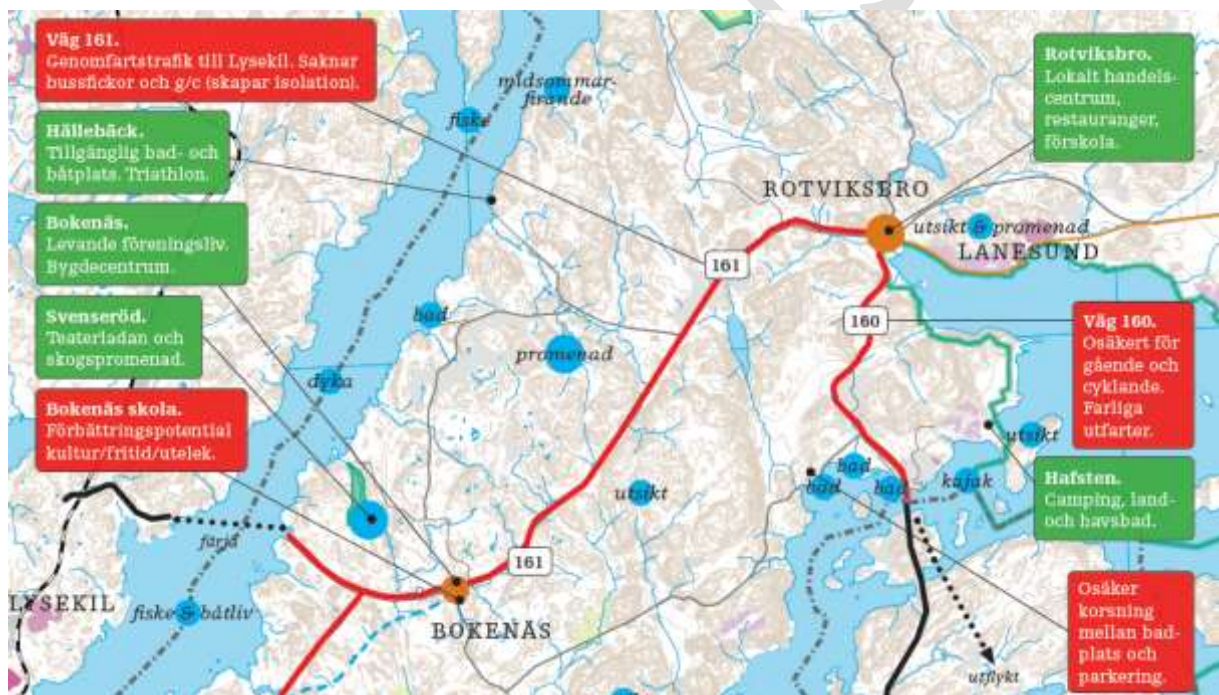 Väg 161.
Genomfartstrafik till Lysekil. Saknar
bussfickor och g/c (skapar isolation).
Hällebäck.
Tillgänglig bad- och
båtplats. Triathlon.
Bokenäs.
Levande föreningsliv.
Bygdecentrum.
Svenseröd.
Teaterladan och
skogspromenad.
Bokenäs skola.
Förbättringspotential
kultur/fritid/utelek.
midsommar-
firande
fiske
Rotviksbro.
Lokalt handels-
centrum,
restauranger,
förskola.
ROTVIKSBRO
utsikt & promenad
LANESUND
161
160
Väg 160.
Osäkert för
gående och
cyklande.
Farliga
utfarter.
bad
promenad
dyka
utsikt
bad
bad
bad
kajak
utsikt
Hafsten.
Camping, land-
och havsbad.
färja
161
LYSEKIL
fiske & båtliv
BOKENÄS
Osäker
korsning
mellan bad-
plats och
parkering.
utflykt